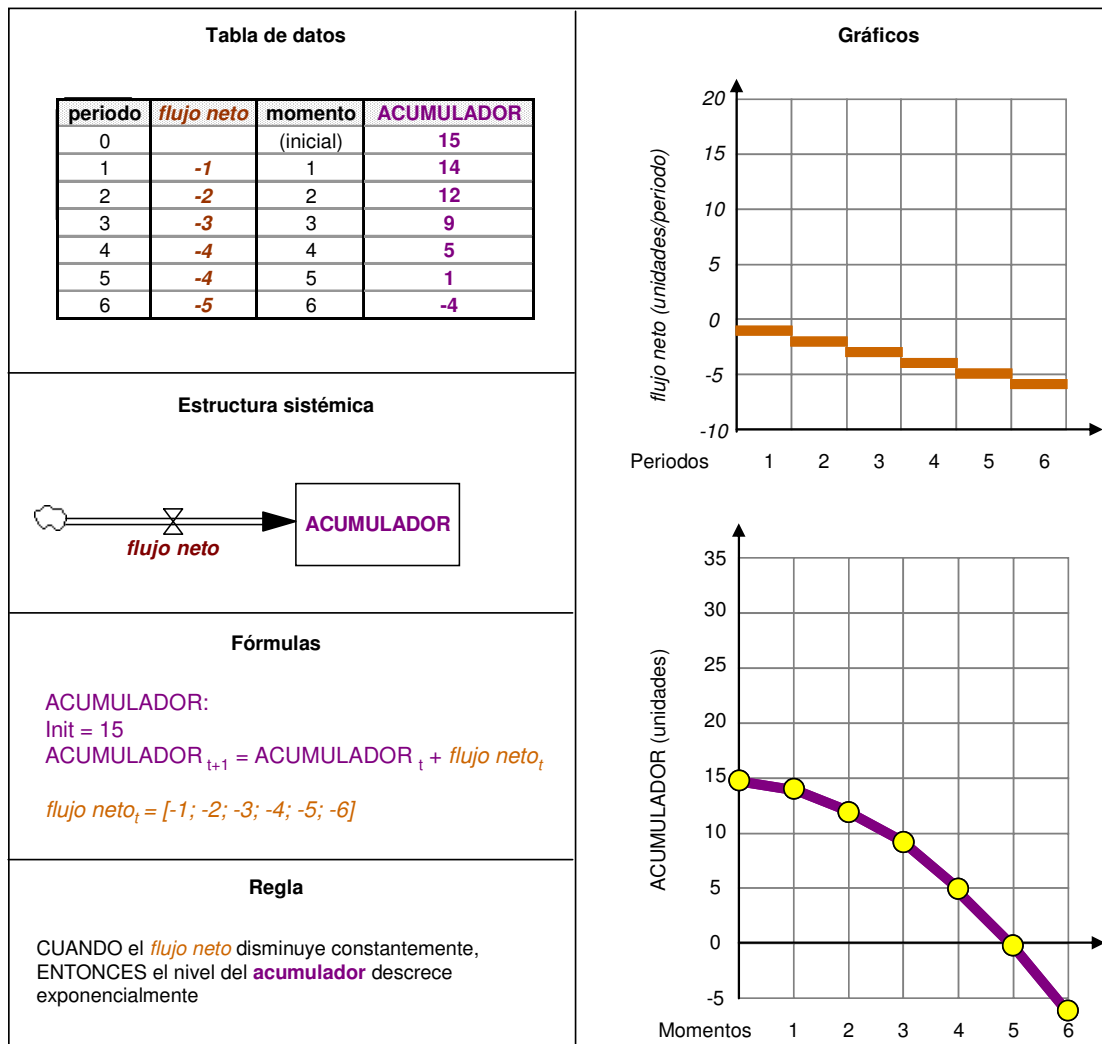 Tabla de datos
periodo flujo neto momento ACUMULADOR
0 (inicial) 15
1 -1 1 14
2 -2 2 12
3 -3 3 9
4 -4 4 5
5 -4 5 1
6 -5 6 -4
Estructura sistémica
flujo neto
ACUMULADOR
Fórmulas
ACUMULADOR:
Init = 15
ACUMULADOR t+1 = ACUMULADOR t + flujo neto t
flujo neto t = [-1; -2; -3; -4; -5; -6]
Regla
CUANDO el flujo neto disminuye constantemente,
ENTONCES el nivel del acumulador descrece
exponencialmente
Gráficos
flujo neto (unidades/periodo)
20
15
10
5
0
-5
-10
Periodos 1 2 3 4 5 6
ACUMULADOR (unidades)
35
30
25
20
15
10
5
0
-5
Momentos 1 2 3 4 5 6